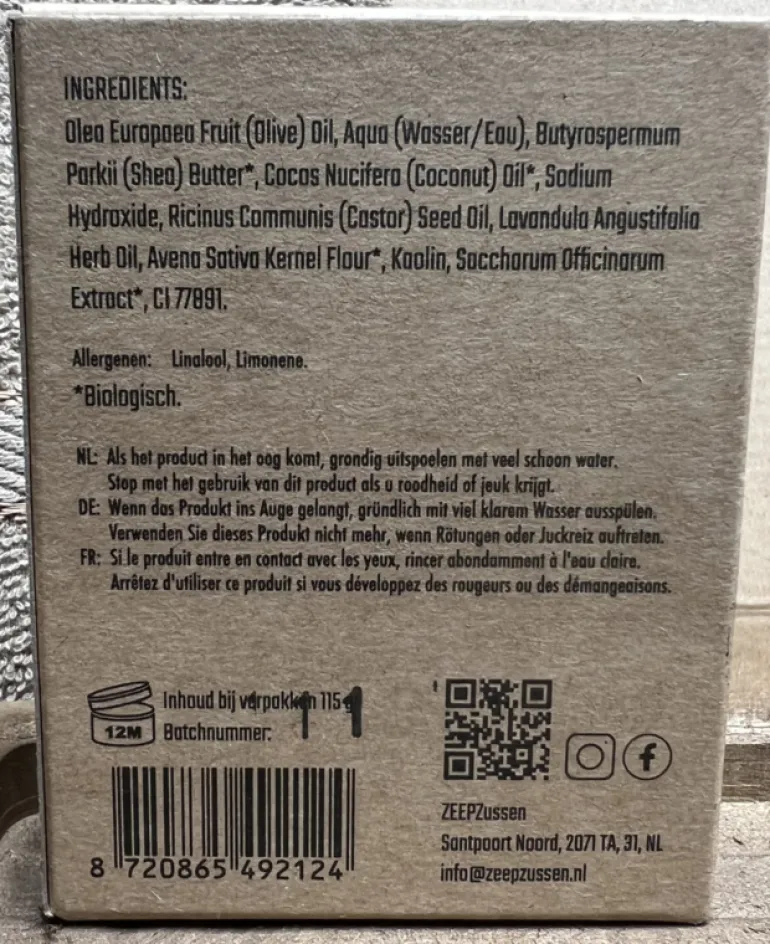 INGREDIENTS:
Olea Europaea Fruit (Olive) Oil, Aqua (Wasser/Eau), Butyrospermum
Parkii (Shea) Butter*, Cocos Nucifera (Coconut) Oil*, Sodium
Hydroxide, Ricinus Communis (Castor) Seed Oil, Lavandula Angustifolia
Herb Oil, Avena Sativa Kernel Flour*, Kaolin, Saccharum Officinarum
Extract*, CI 77891.
Allergenen: Linalool, Limonene.
*Biologisch.
NL: Als het product in het oog komt, grondig uitspoelen met veel schoon water.
Stop met het gebruik van dit product als u roodheid of jeuk krijgt.
DE: Wenn das Produkt ins Auge gelangt, gründlich mit viel klarem Wasser ausspülen.
Verwenden Sie dieses Produkt nicht mehr, wenn Rötungen oder Juckreiz auftreten.
FR: Si le produit entre en contact avec les yeux, rincer abondamment à l'eau claire.
Arrêtez d'utiliser ce produit si vous développez des rougeurs ou des démangeaisons.
12M
Inhoud bij verpakken 115 g
Batchnummer: 11
8 720865 492124
ZEEPZussen
Santpoort Noord, 2071 TA, 31, NL
info@zeepzussen.nl